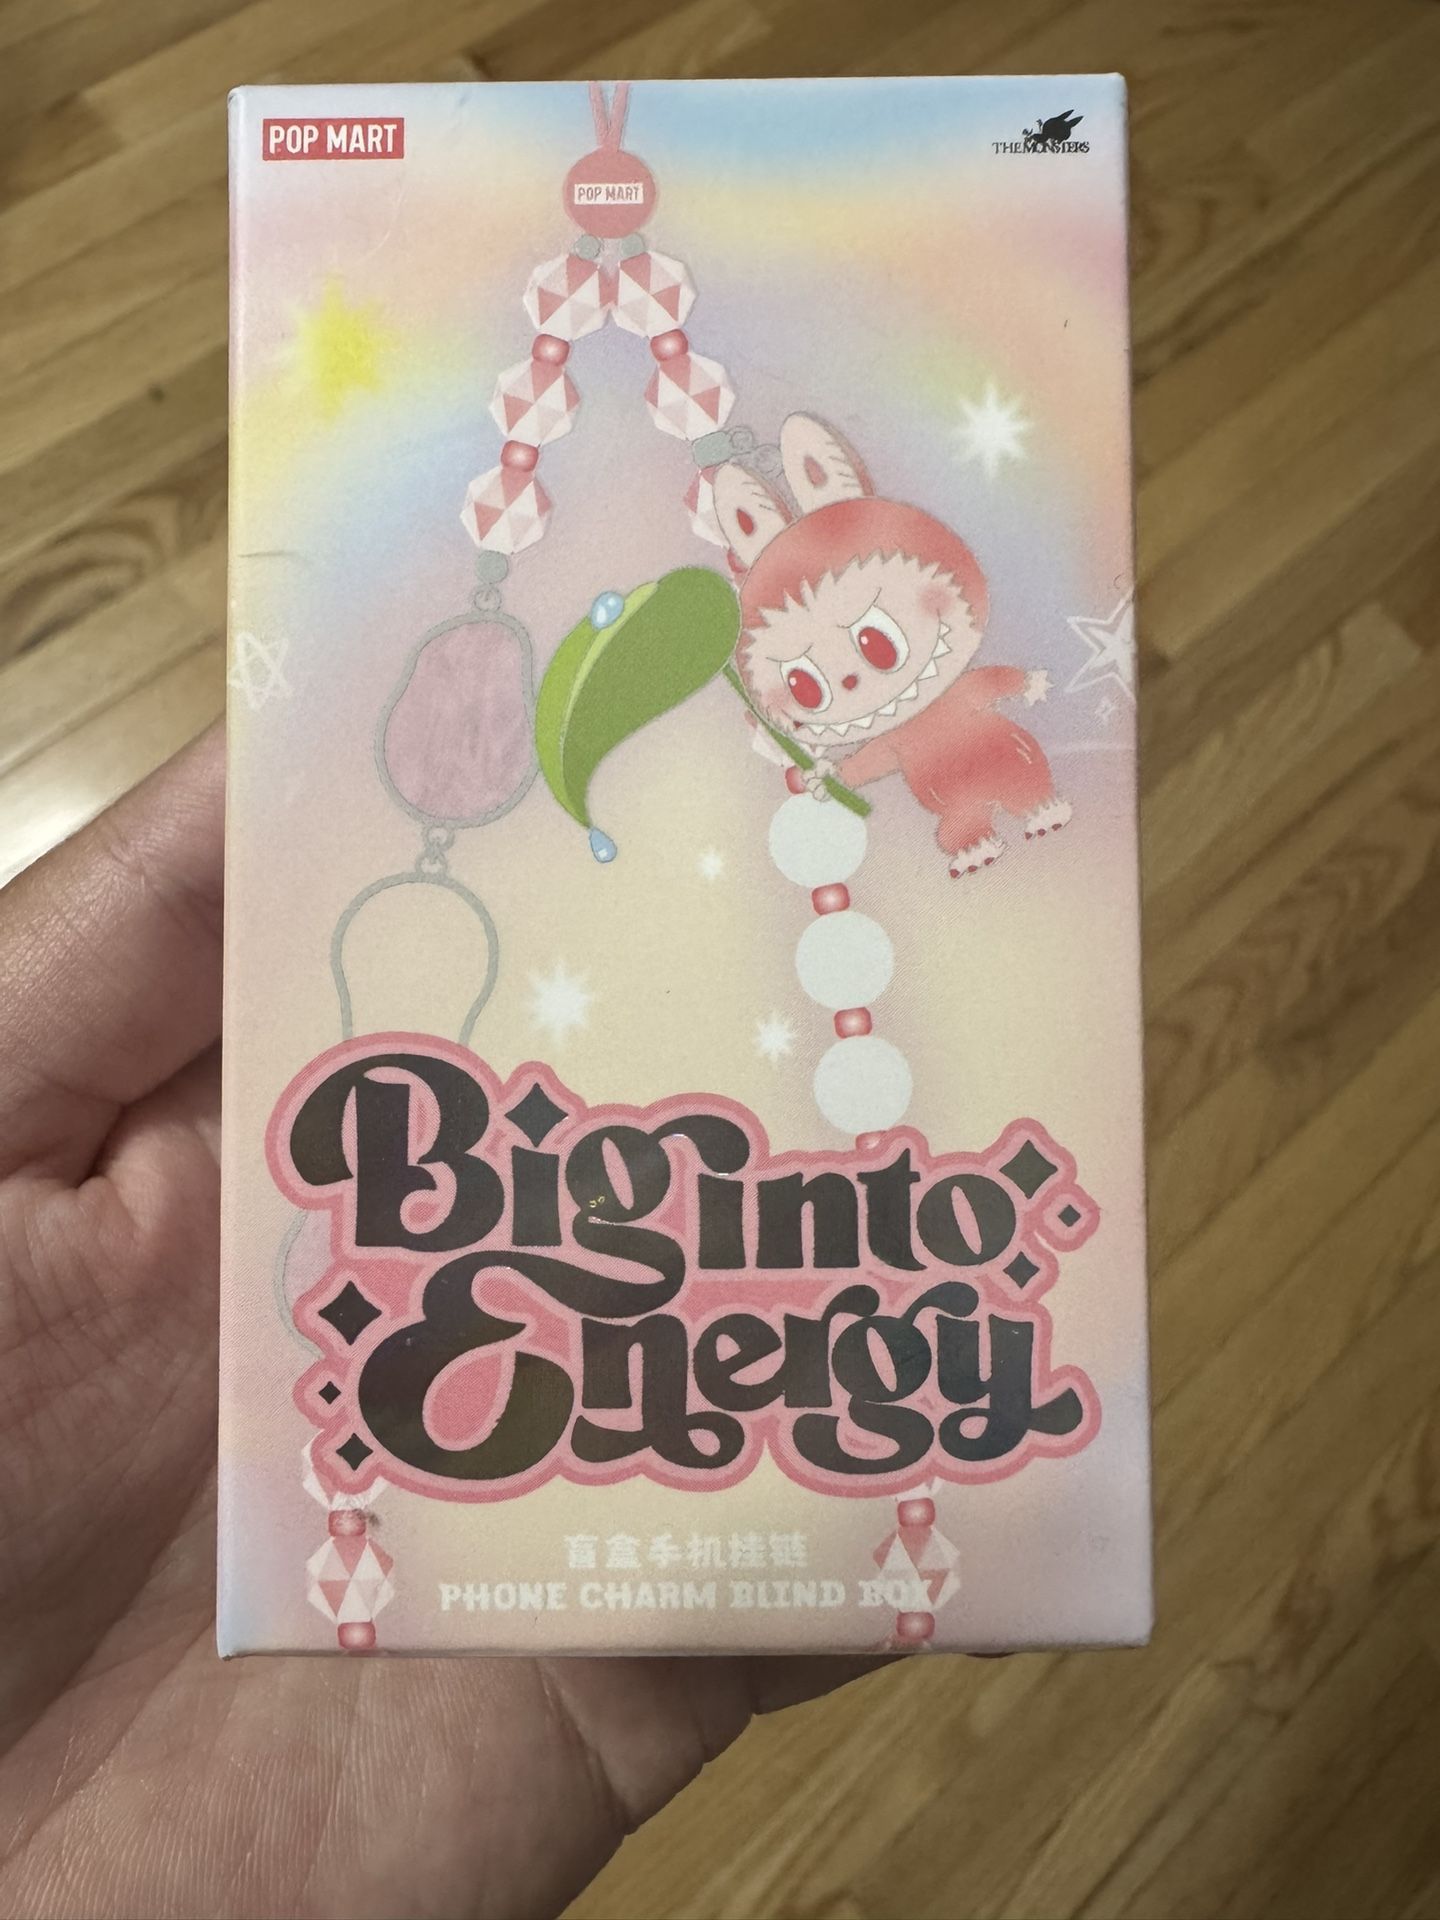 POP MART
THE MONSTERS
POP MART
Big into
Energy
盲盒手机挂链
PHONE CHARM BLIND BOX